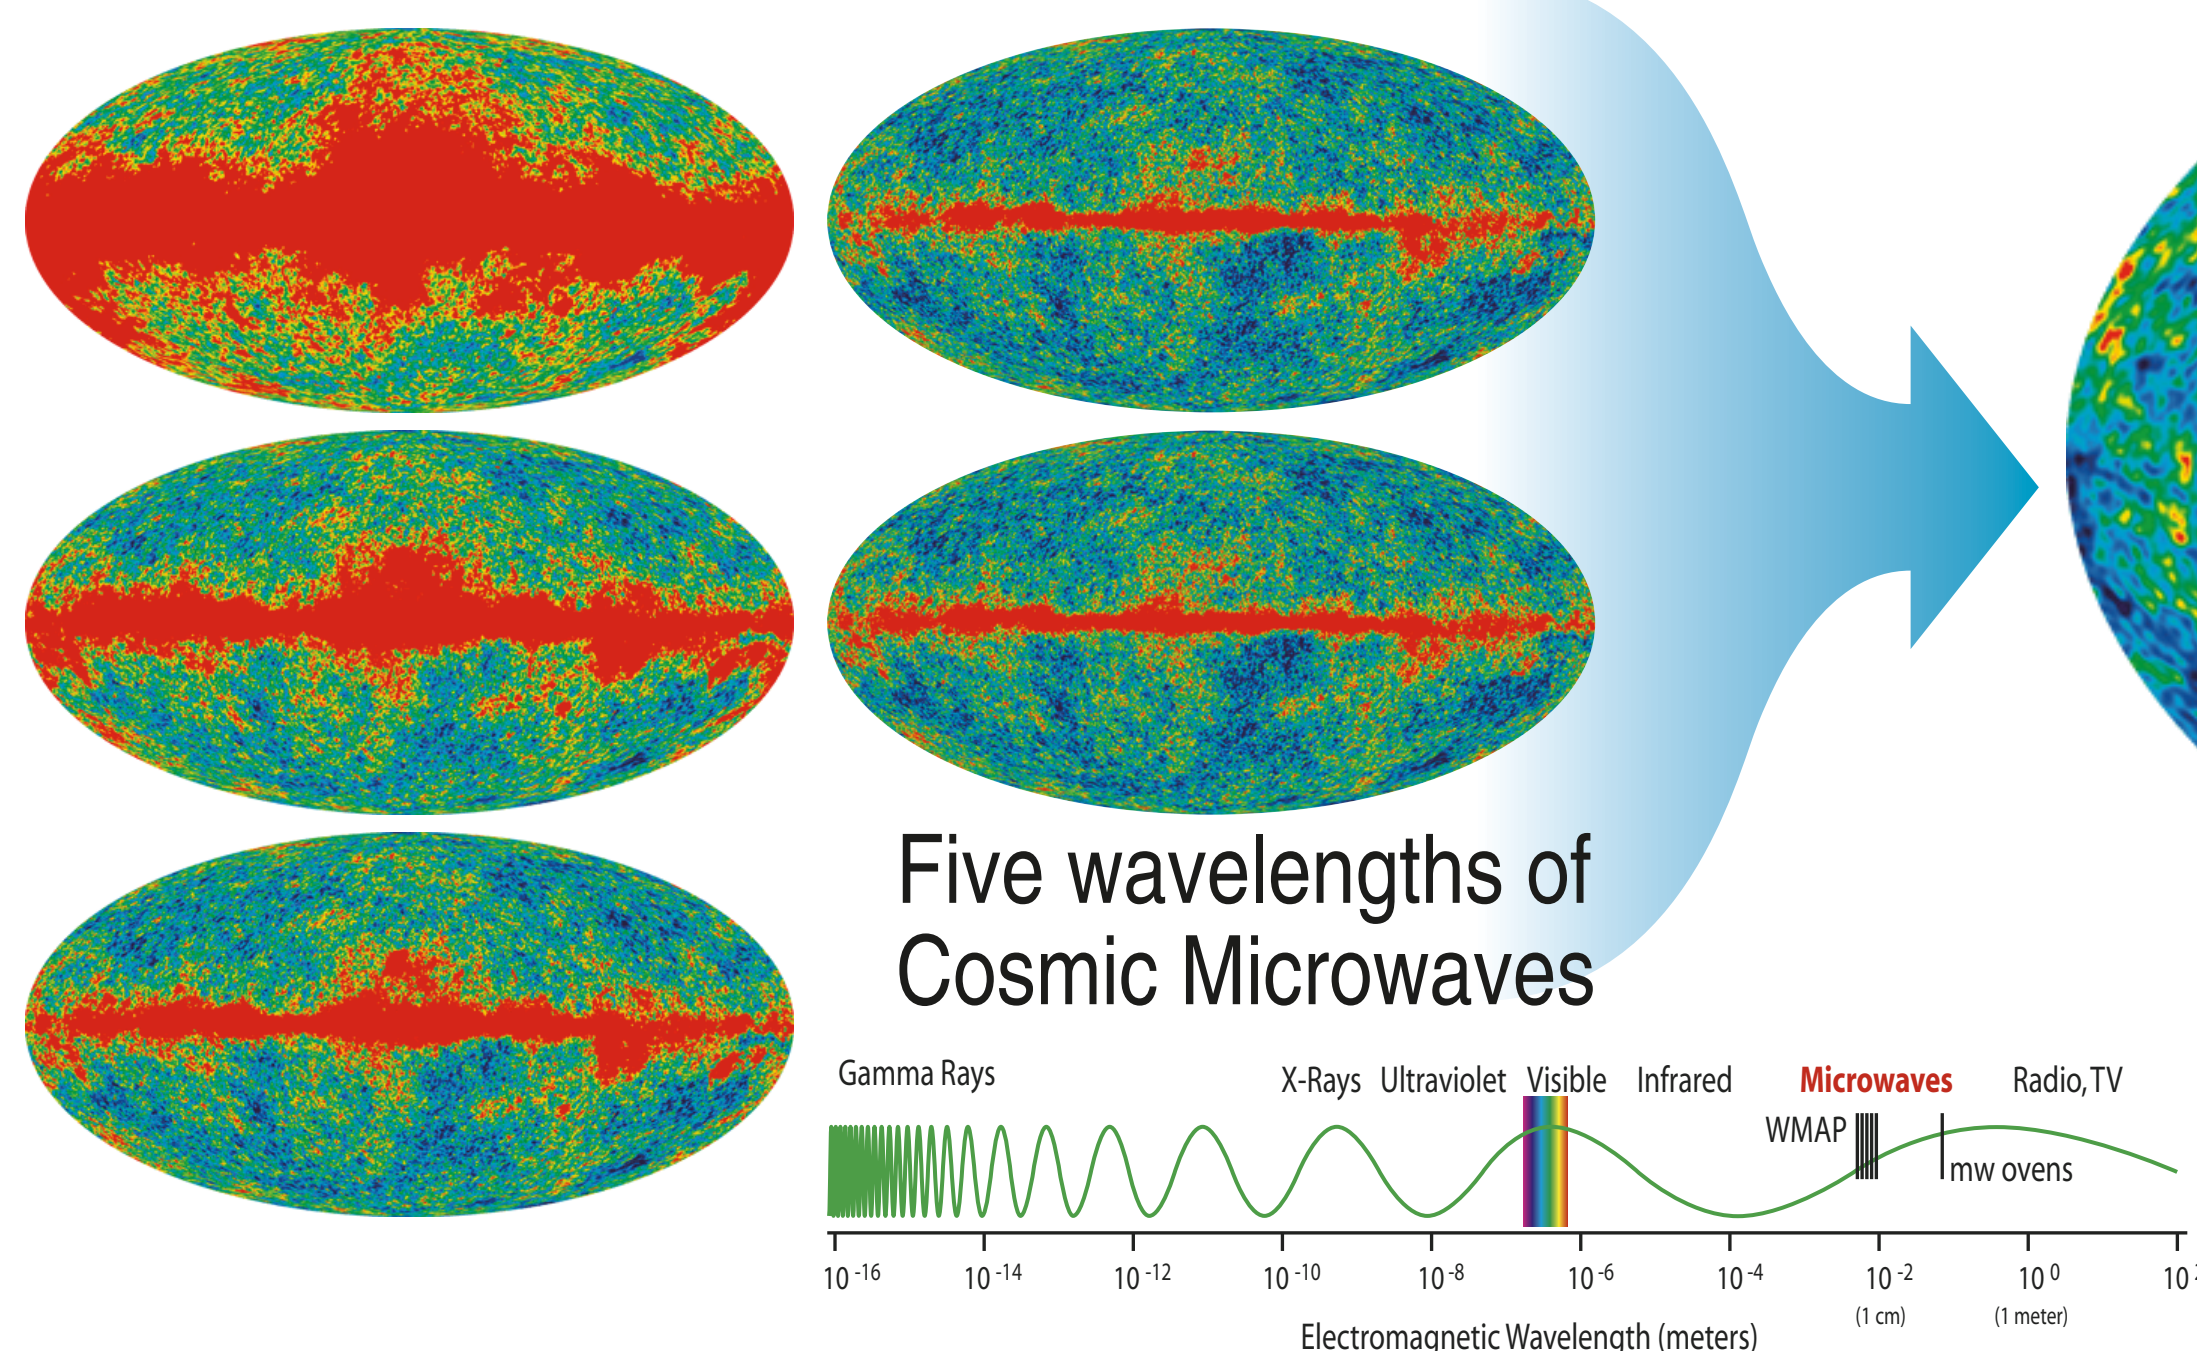 Five wavelengths of
Cosmic Microwaves
Gamma Rays X-Rays Ultraviolet Visible Infrared Microwaves Radio, TV
WMAP
mw ovens
10 -16 10 -14 10 -12 10 -10 10 -8 10 -6 10 -4 10 -2 10 0 10
(1 cm) (1 meter)
Electromagnetic Wavelength (meters)